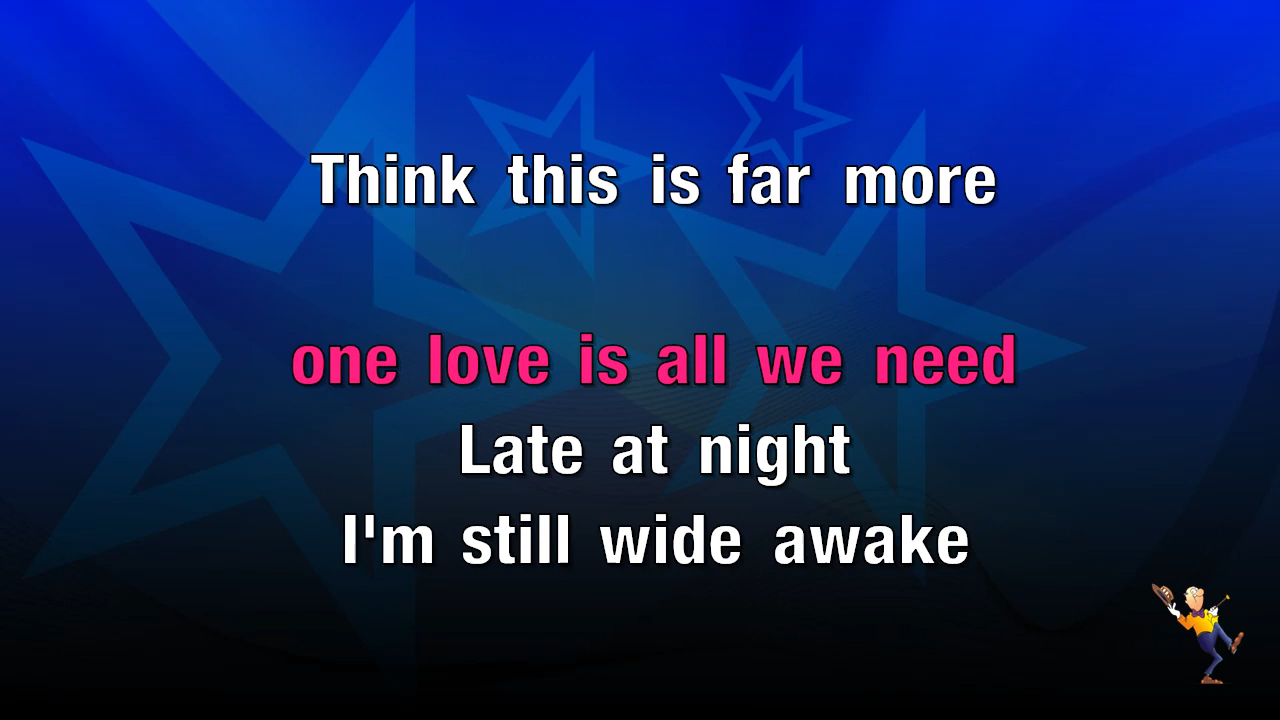 Think this is far more
one love is all we need
Late at night
I'm still wide awake